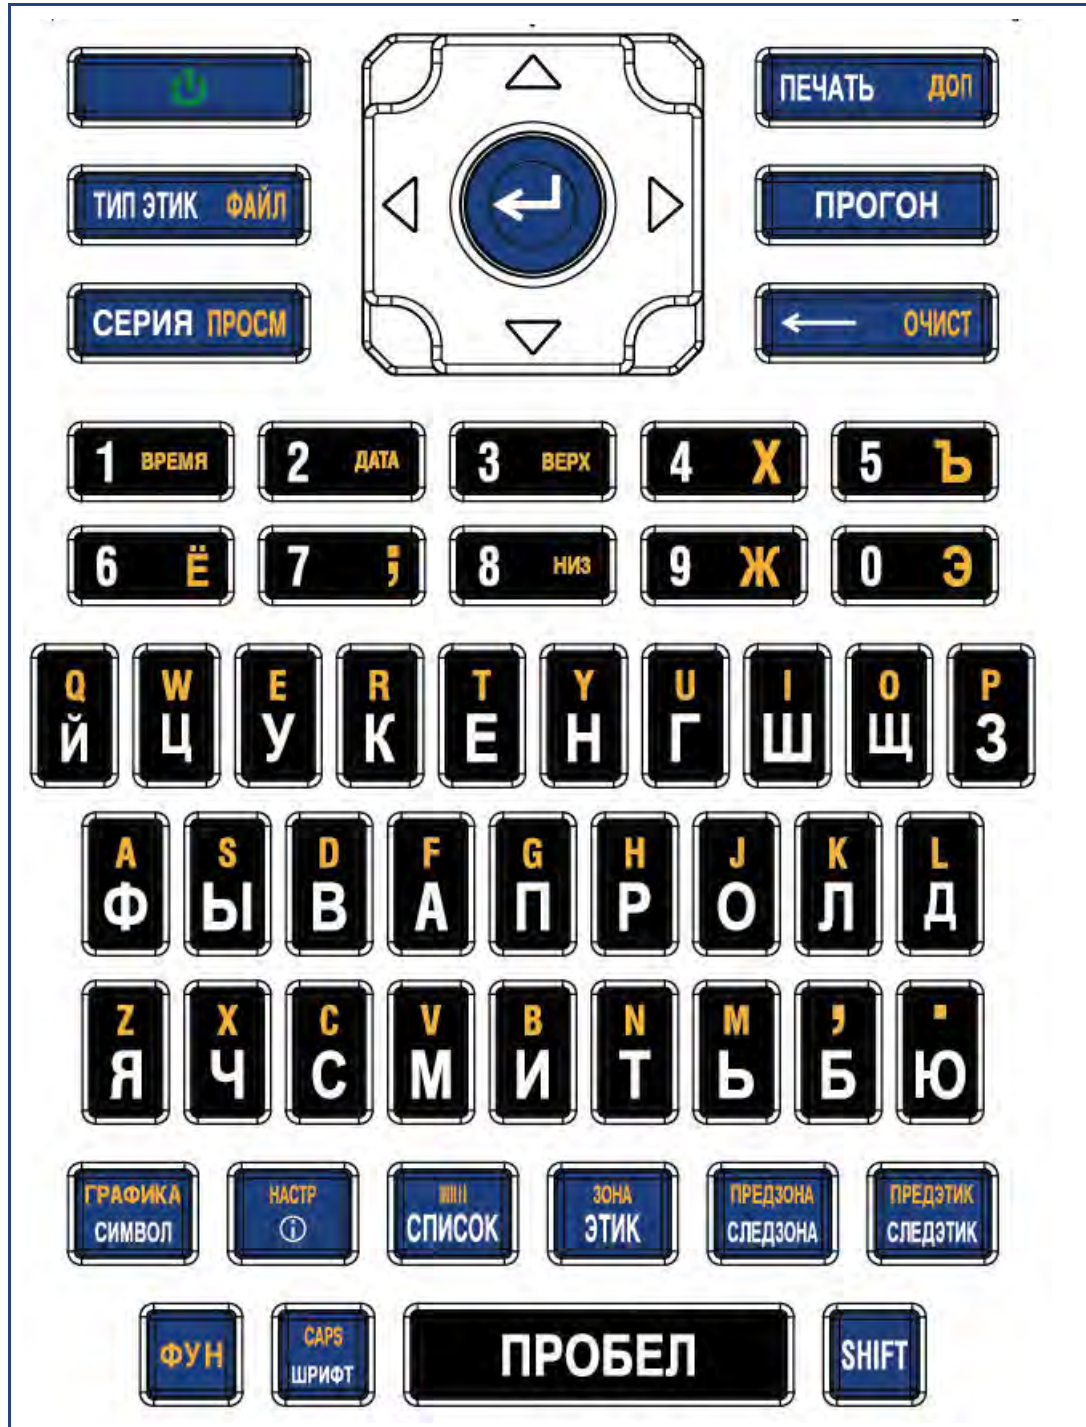 ПЕЧАТЬ ДОП
ТИП ЭТИК ФАЙЛ
ПРОГОН
СЕРИЯ ПРОСМ
← ОЧИСТ
1 ВРЕМЯ 2 ДАТА 3 ВЕРХ 4 Х 5 Ъ
6 Ё 7 ; 8 НИЗ 9 Ж 0 Э
Q W E R T Y U I O P
Й Ц У К Е Н Г Ш Щ З
A S D F G H J K L
Ф Ы В А П Р О Л Д
Z X C V B N M , .
Я Ч С М И Т Ь Б Ю
ГРАФИКА НАСТР ЗОНА ПРЕДЗОНА ПРЕДЭТИК
СИМВОЛ СПИСОК ЭТИК СЛЕДЗОНА СЛЕДЭТИК
ФУН CAPS ПРОБЕЛ SHIFT
ШРИФТ